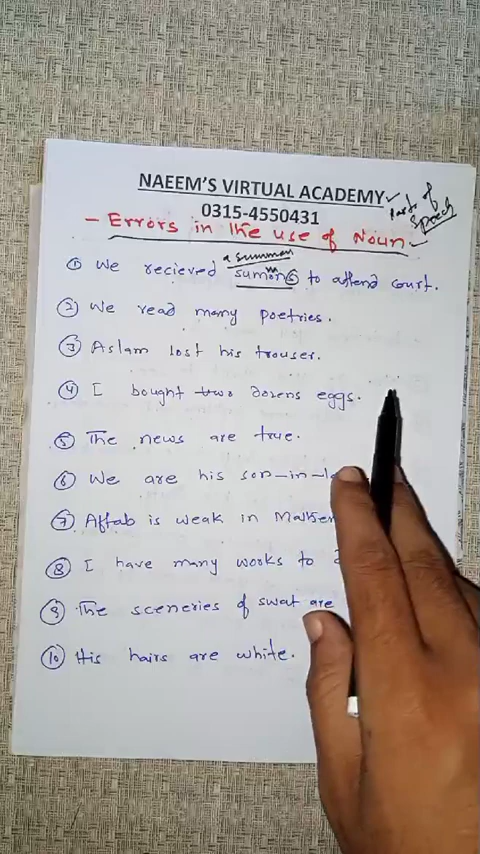 NAEEM'S VIRTUAL ACADEMY
Parts of Speech
0315-4550431
- Errors in the use of Noun
a summon
① We recieved sumons to attend court.
② We read many poetries.
③ Aslam lost his trouser.
④ I bought two dozens eggs.
⑤ The news are true.
⑥ We are his son-in-
⑦ Aftab is weak in
⑧ I have many works to
⑨ The sceneries of swat are
⑩ His hairs are white.